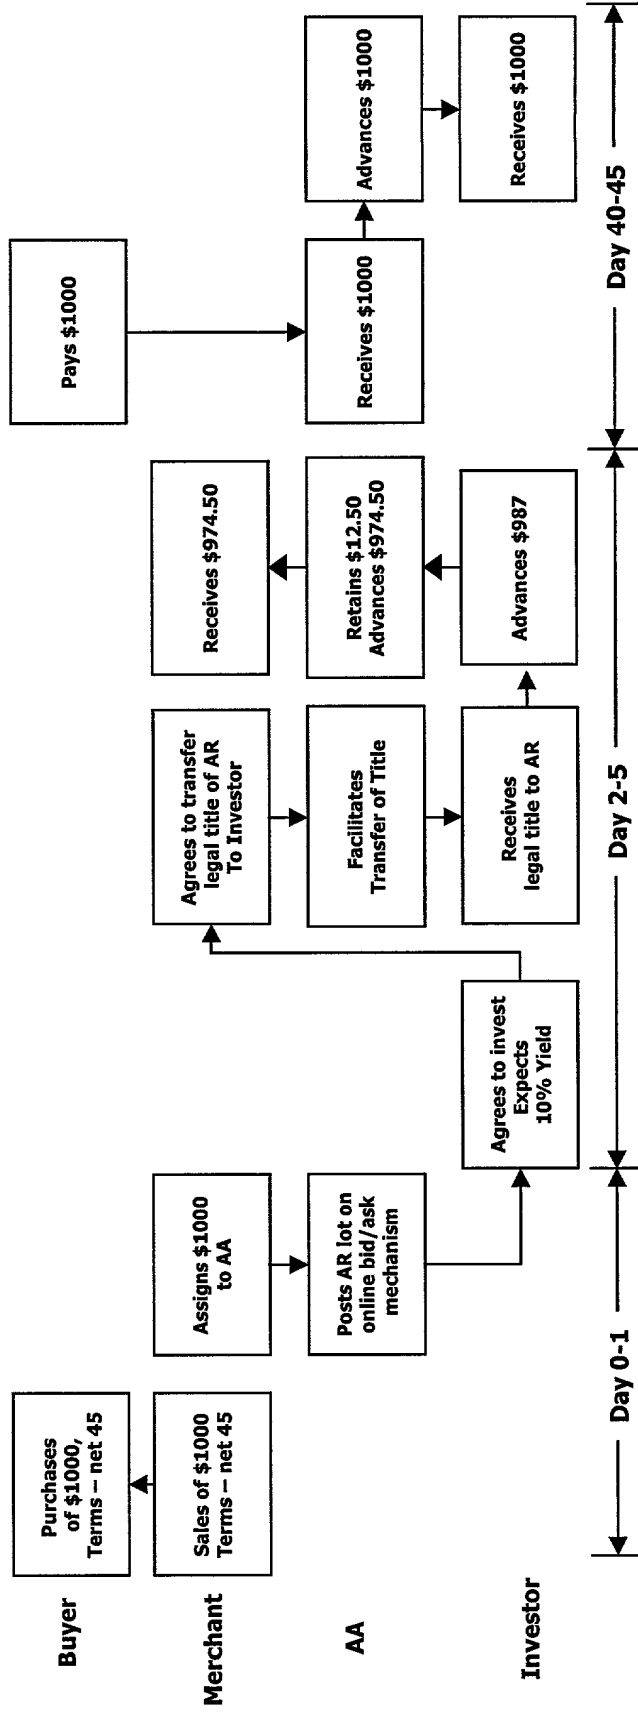 Buyer
Purchases
of $1000,
Terms – net 45
Pays $1000
Merchant
Sales of $1000
Terms – net 45
Assigns $1000
to AA
Agrees to transfer
legal title of AR
To Investor
Receives $974.50
AA
Posts AR lot on
online bid/ask
mechanism
Facilitates
Transfer of Title
Retains $12.50
Advances $974.50
Receives $1000
Advances $1000
Investor
Agrees to invest
Expects
10% Yield
Receives
legal title to AR
Advances $987
Receives $1000
Day 0-1
Day 2-5
Day 40-45